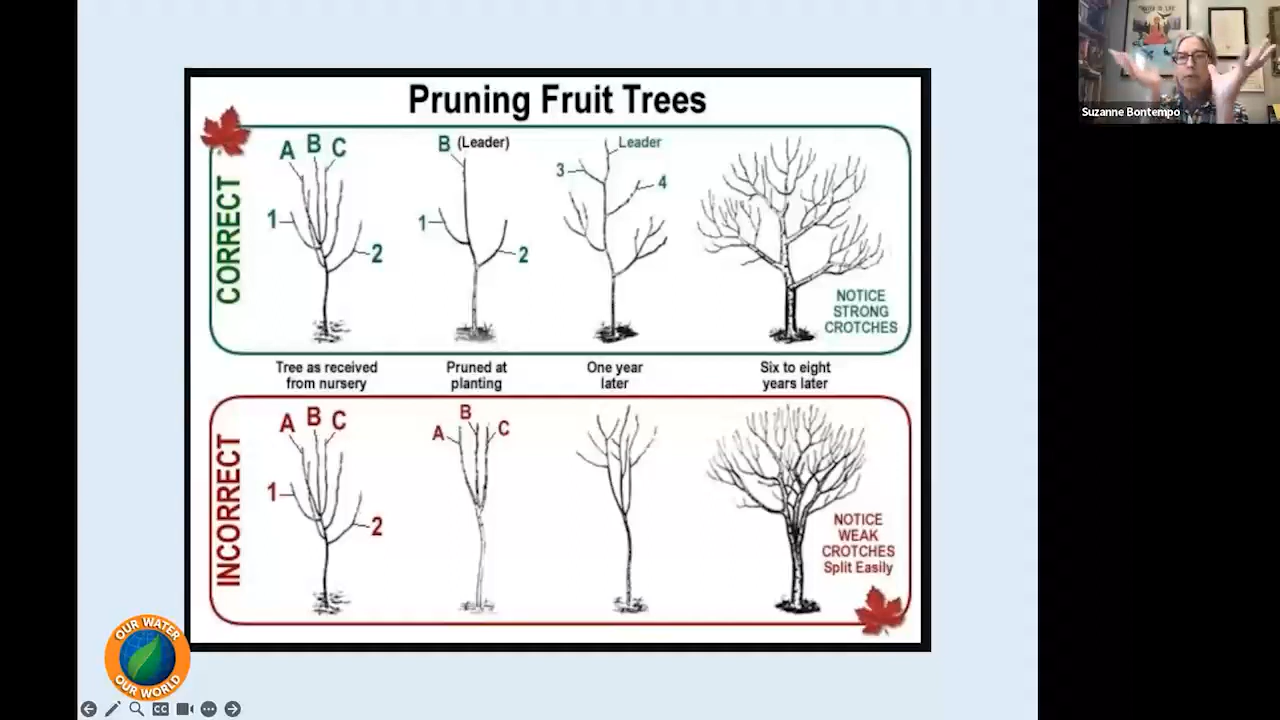 Pruning Fruit Trees
CORRECT
A B C
1
2
B (Leader)
1
2
Leader
3
4
NOTICE
STRONG
CROTCHES
Tree as received
from nursery
Pruned at
planting
One year
later
Six to eight
years later
INCORRECT
A B C
1
2
A B C
NOTICE
WEAK
CROTCHES
Split Easily
OUR WATER
OUR WORLD
CC
Suzanne Bontempo